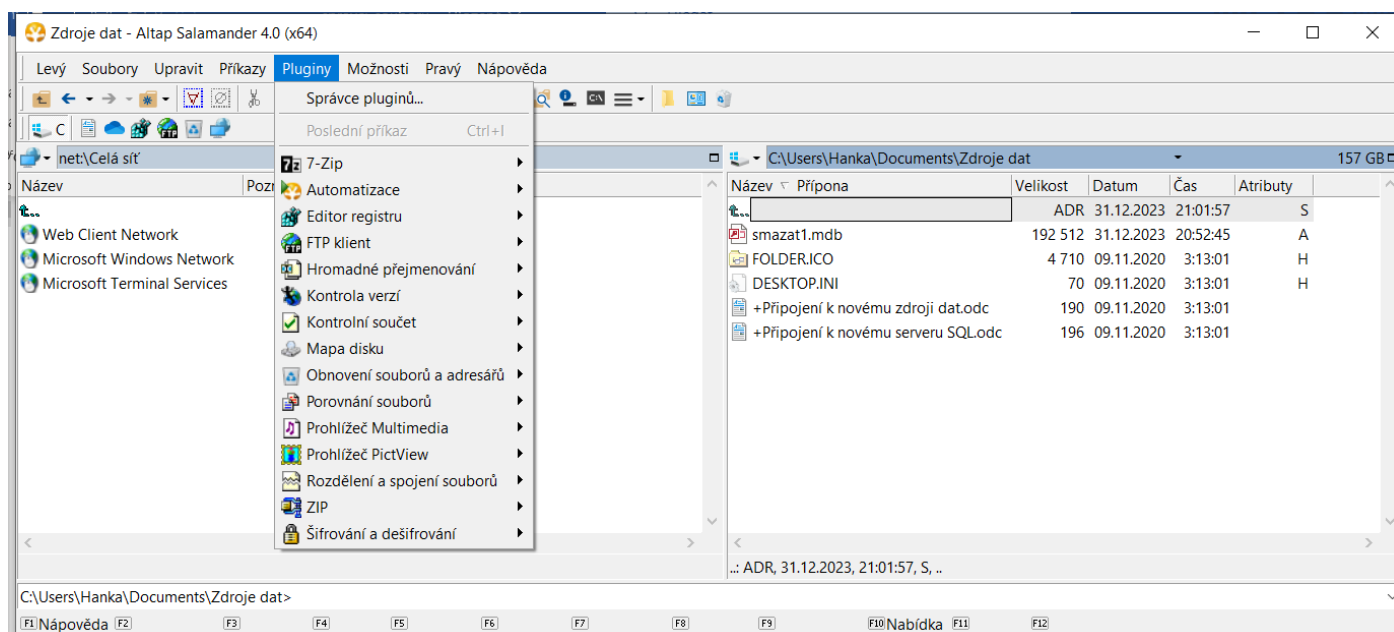 Zdroje dat - Altap Salamander 4.0 (x64)
Levý Soubory Upravit Příkazy Pluginy Možnosti Pravý Nápověda
Správce pluginů...
C
Poslední příkaz Ctrl+I
net:\Celá síť
C:\Users\Hanka\Documents\Zdroje dat 157 GB
7-Zip
Automatizace
Editor registru
FTP klient
Hromadné přejmenování
Kontrola verzí
Kontrolní součet
Mapa disku
Obnovení souborů a adresářů
Porovnání souborů
Prohlížeč Multimedia
Prohlížeč PictView
Rozdělení a spojení souborů
ZIP
Šifrování a dešifrování
Název Pozn
..
Web Client Network
Microsoft Windows Network
Microsoft Terminal Services
Název Přípona Velikost Datum Čas Atributy
.. ADR 31.12.2023 21:01:57 S
smazat1.mdb 192 512 31.12.2023 20:52:45 A
FOLDER.ICO 4 710 09.11.2020 3:13:01 H
DESKTOP.INI 70 09.11.2020 3:13:01 H
+Připojení k novému zdroji dat.odc 190 09.11.2020 3:13:01
+Připojení k novému serveru SQL.odc 196 09.11.2020 3:13:01
..: ADR, 31.12.2023, 21:01:57, S, ..
C:\Users\Hanka\Documents\Zdroje dat>
F1 Nápověda F2 F3 F4 F5 F6 F7 F8 F9 F10 Nabídka F11 F12